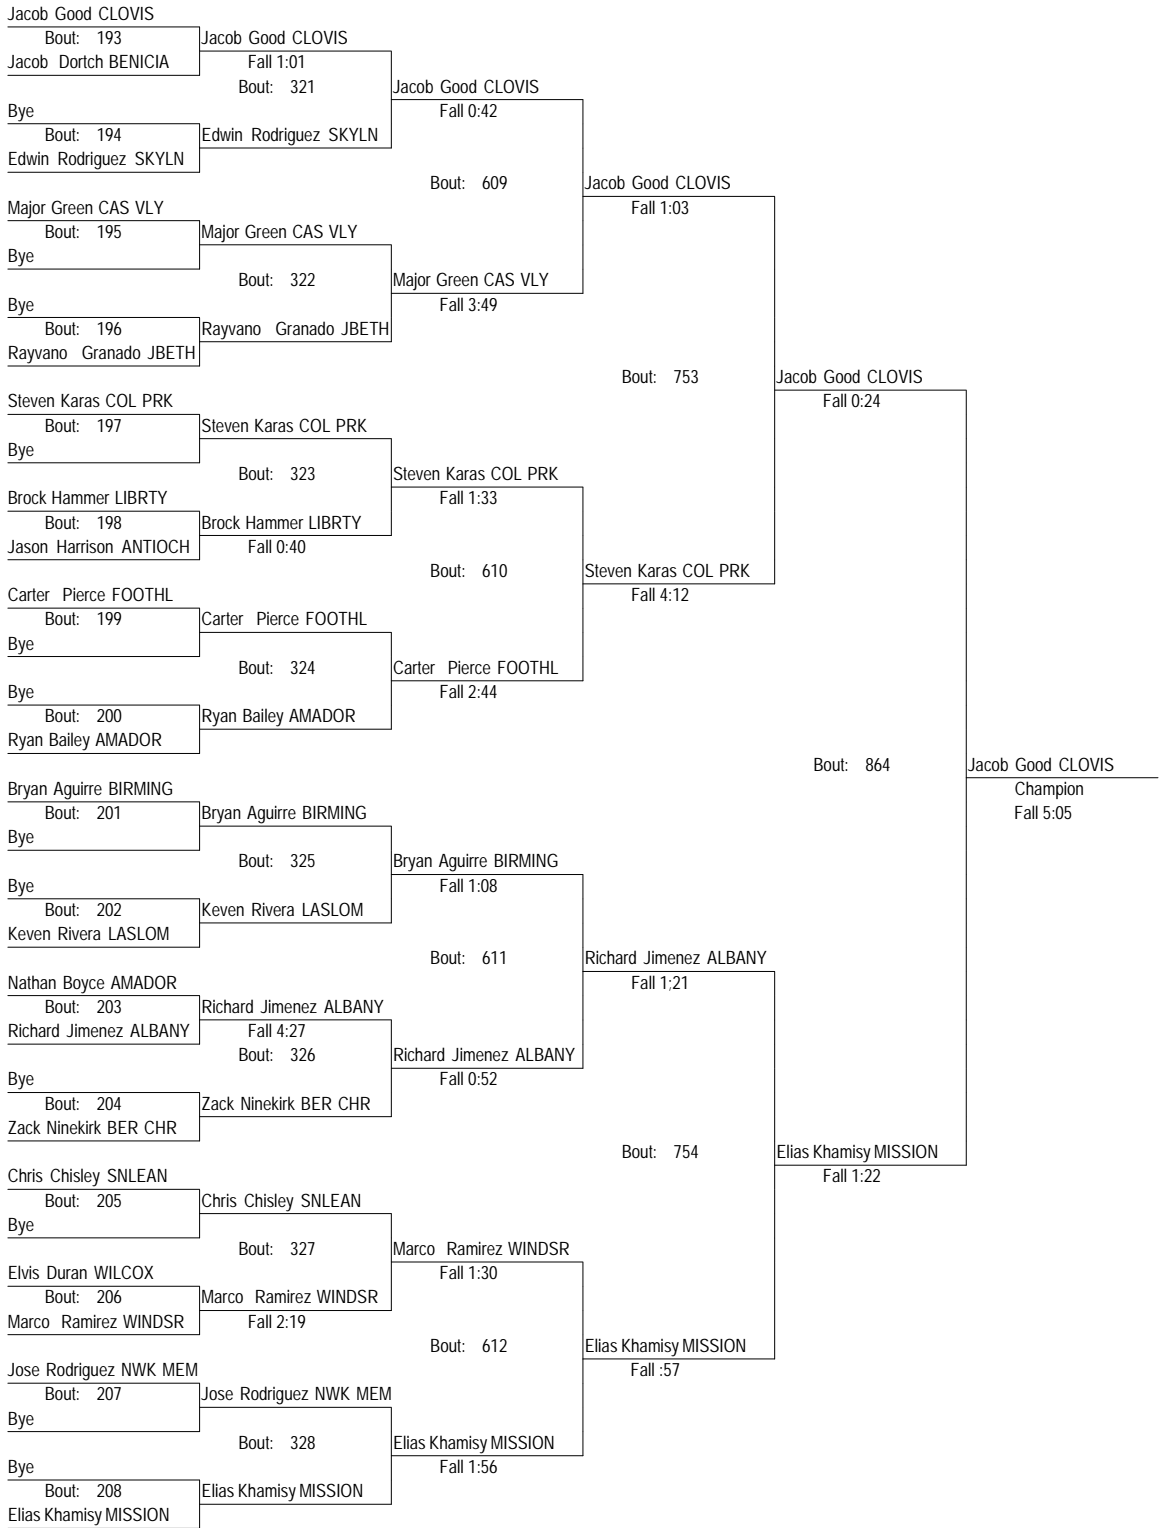 Jacob Good CLOVIS
Bout: 193
Jacob Good CLOVIS
Jacob Dortch BENICIA
Fall 1:01
Bout: 321
Jacob Good CLOVIS
Bye
Fall 0:42
Bout: 194
Edwin Rodriguez SKYLN
Edwin Rodriguez SKYLN
Bout: 609
Jacob Good CLOVIS
Major Green CAS VLY
Fall 1:03
Bout: 195
Major Green CAS VLY
Bye
Bout: 322
Major Green CAS VLY
Bye
Fall 3:49
Bout: 196
Rayvano Granado JBETH
Rayvano Granado JBETH
Bout: 753
Jacob Good CLOVIS
Steven Karas COL PRK
Fall 0:24
Bout: 197
Steven Karas COL PRK
Bye
Bout: 323
Steven Karas COL PRK
Brock Hammer LIBRTY
Fall 1:33
Bout: 198
Brock Hammer LIBRTY
Jason Harrison ANTIOCH
Fall 0:40
Bout: 610
Steven Karas COL PRK
Carter Pierce FOOTHL
Fall 4:12
Bout: 199
Carter Pierce FOOTHL
Bye
Bout: 324
Carter Pierce FOOTHL
Bye
Fall 2:44
Bout: 200
Ryan Bailey AMADOR
Ryan Bailey AMADOR
Bout: 864
Jacob Good CLOVIS
Bryan Aguirre BIRMING
Champion
Bout: 201
Bryan Aguirre BIRMING
Fall 5:05
Bye
Bout: 325
Bryan Aguirre BIRMING
Bye
Fall 1:08
Bout: 202
Keven Rivera LASLOM
Keven Rivera LASLOM
Bout: 611
Richard Jimenez ALBANY
Nathan Boyce AMADOR
Fall 1;21
Bout: 203
Richard Jimenez ALBANY
Richard Jimenez ALBANY
Fall 4:27
Bout: 326
Richard Jimenez ALBANY
Bye
Fall 0:52
Bout: 204
Zack Ninekirk BER CHR
Zack Ninekirk BER CHR
Bout: 754
Elias Khamisy MISSION
Chris Chisley SNLEAN
Fall 1:22
Bout: 205
Chris Chisley SNLEAN
Bye
Bout: 327
Marco Ramirez WINDSR
Elvis Duran WILCOX
Fall 1:30
Bout: 206
Marco Ramirez WINDSR
Marco Ramirez WINDSR
Fall 2:19
Bout: 612
Elias Khamisy MISSION
Jose Rodriguez NWK MEM
Fall :57
Bout: 207
Jose Rodriguez NWK MEM
Bye
Bout: 328
Elias Khamisy MISSION
Bye
Fall 1:56
Bout: 208
Elias Khamisy MISSION
Elias Khamisy MISSION